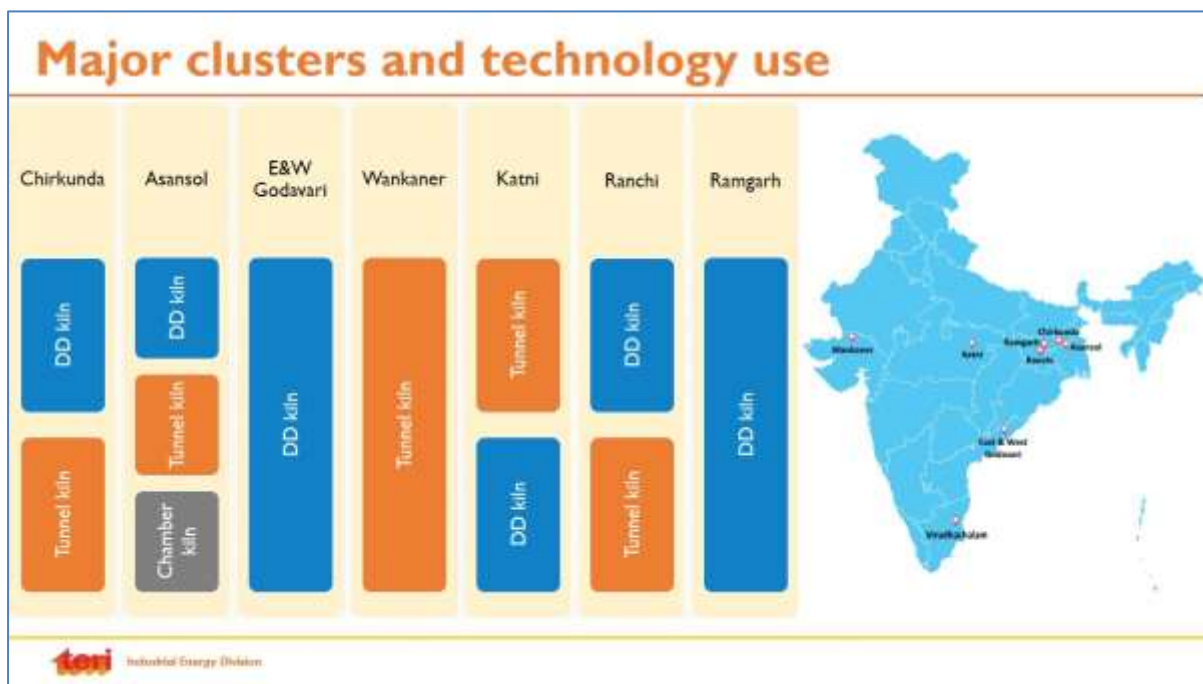 Major clusters and technology use
Chirkunda
DD kiln
Tunnel kiln
Asansol
DD kiln
Tunnel kiln
Chamber
kiln
E&W
Godavari
DD kiln
Wankaner
Tunnel kiln
Katni
Tunnel kiln
DD kiln
Ranchi
DD kiln
Tunnel kiln
Ramgarh
DD kiln
Chirkunda
Ramgarh
Asansol
Ranchi
Wankaner
Katni
East & West
Godavari
Virudhachalam
teri
Industrial Energy Division